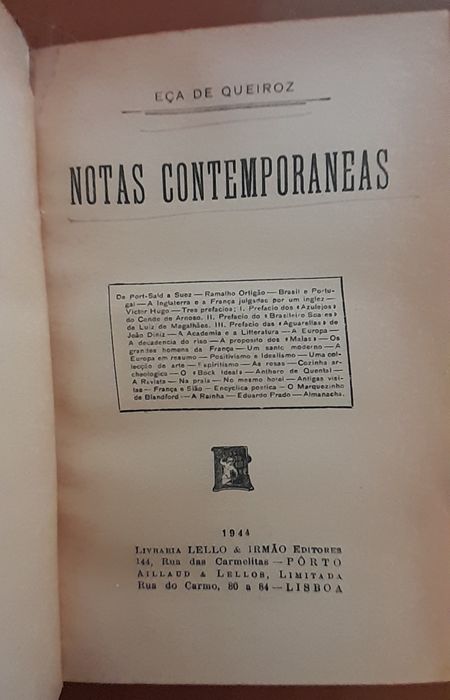 EÇA DE QUEIROZ
NOTAS CONTEMPORANEAS
De Port-Said a Suez — Ramalho Ortigão — Brasil e Portu-
gal — A Inglaterra e a França julgadas por um inglez —
Victor Hugo — Tres prefacios; I. Prefacio dos «Azulejos»
do Conde de Arnoso. II. Prefacio do «Brasileiro Soares»
de Luiz de Magalhães. III. Prefacio das «Aguarellas» de
João Diniz — A Academia e a Litteratura — A Europa —
A decadencia do riso — A proposito dos «Maias» — Os
grandes homens da França — Um santo moderno — A
Europa em resumo — Positivismo e Idealismo — Uma col-
lecção de arte — Espiritismo — As rosas — Cozinha ar-
cheologica — O «Bock Ideal» — Anthero de Quental —
A Revista — Na praia — No mesmo hotel — Antigas visi-
tas — França e Sião — Encyclica poetica — O Marquezinho
de Blandford — A Rainha — Eduardo Prado — Almanachs.
1944
LIVRARIA LELLO & IRMÃO EDITORES
144, Rua das Carmelitas — PÔRTO
AILLAUD & LELLOS, LIMITADA
Rua do Carmo, 80 a 84 — LISBOA